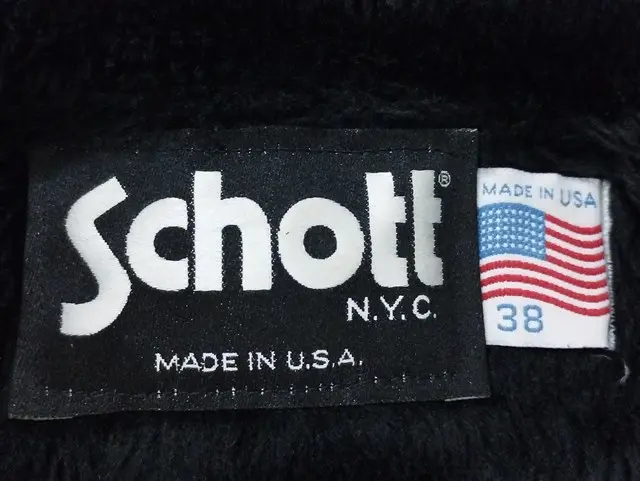 Schott®
N.Y.C.
MADE IN U.S.A.
MADE IN USA
38